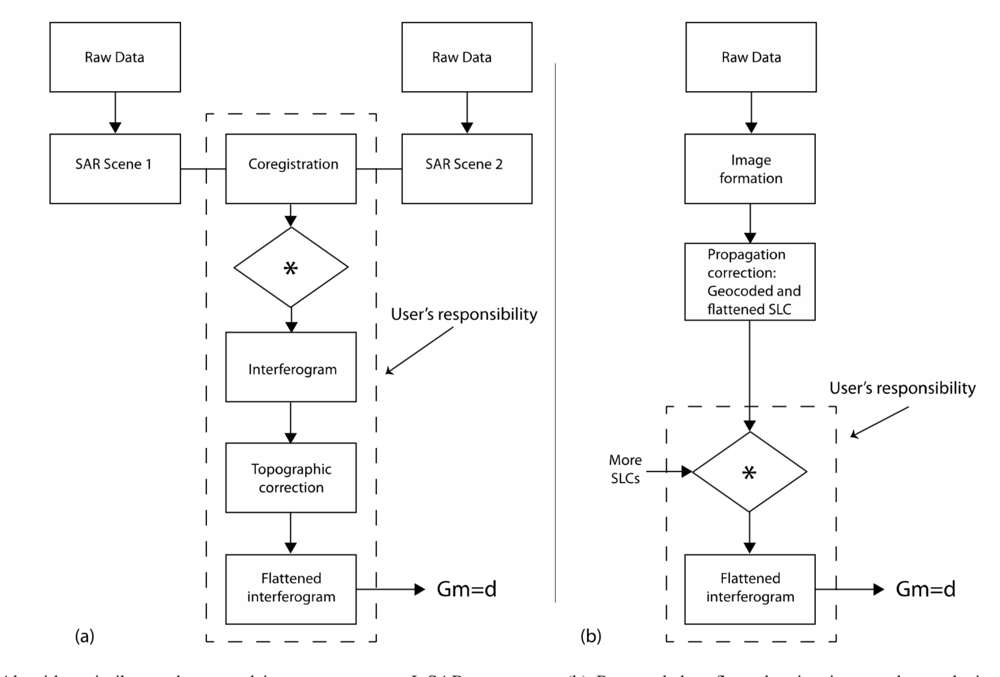 Raw Data
Raw Data
SAR Scene 1
Coregistration
SAR Scene 2
*
User's responsibility
Interferogram
Topographic
correction
Flattened
interferogram
Gm=d
(a)
Raw Data
Image
formation
Propagation
correction:
Geocoded and
flattened SLC
User's responsibility
More
SLCs
*
Flattened
interferogram
Gm=d
(b)